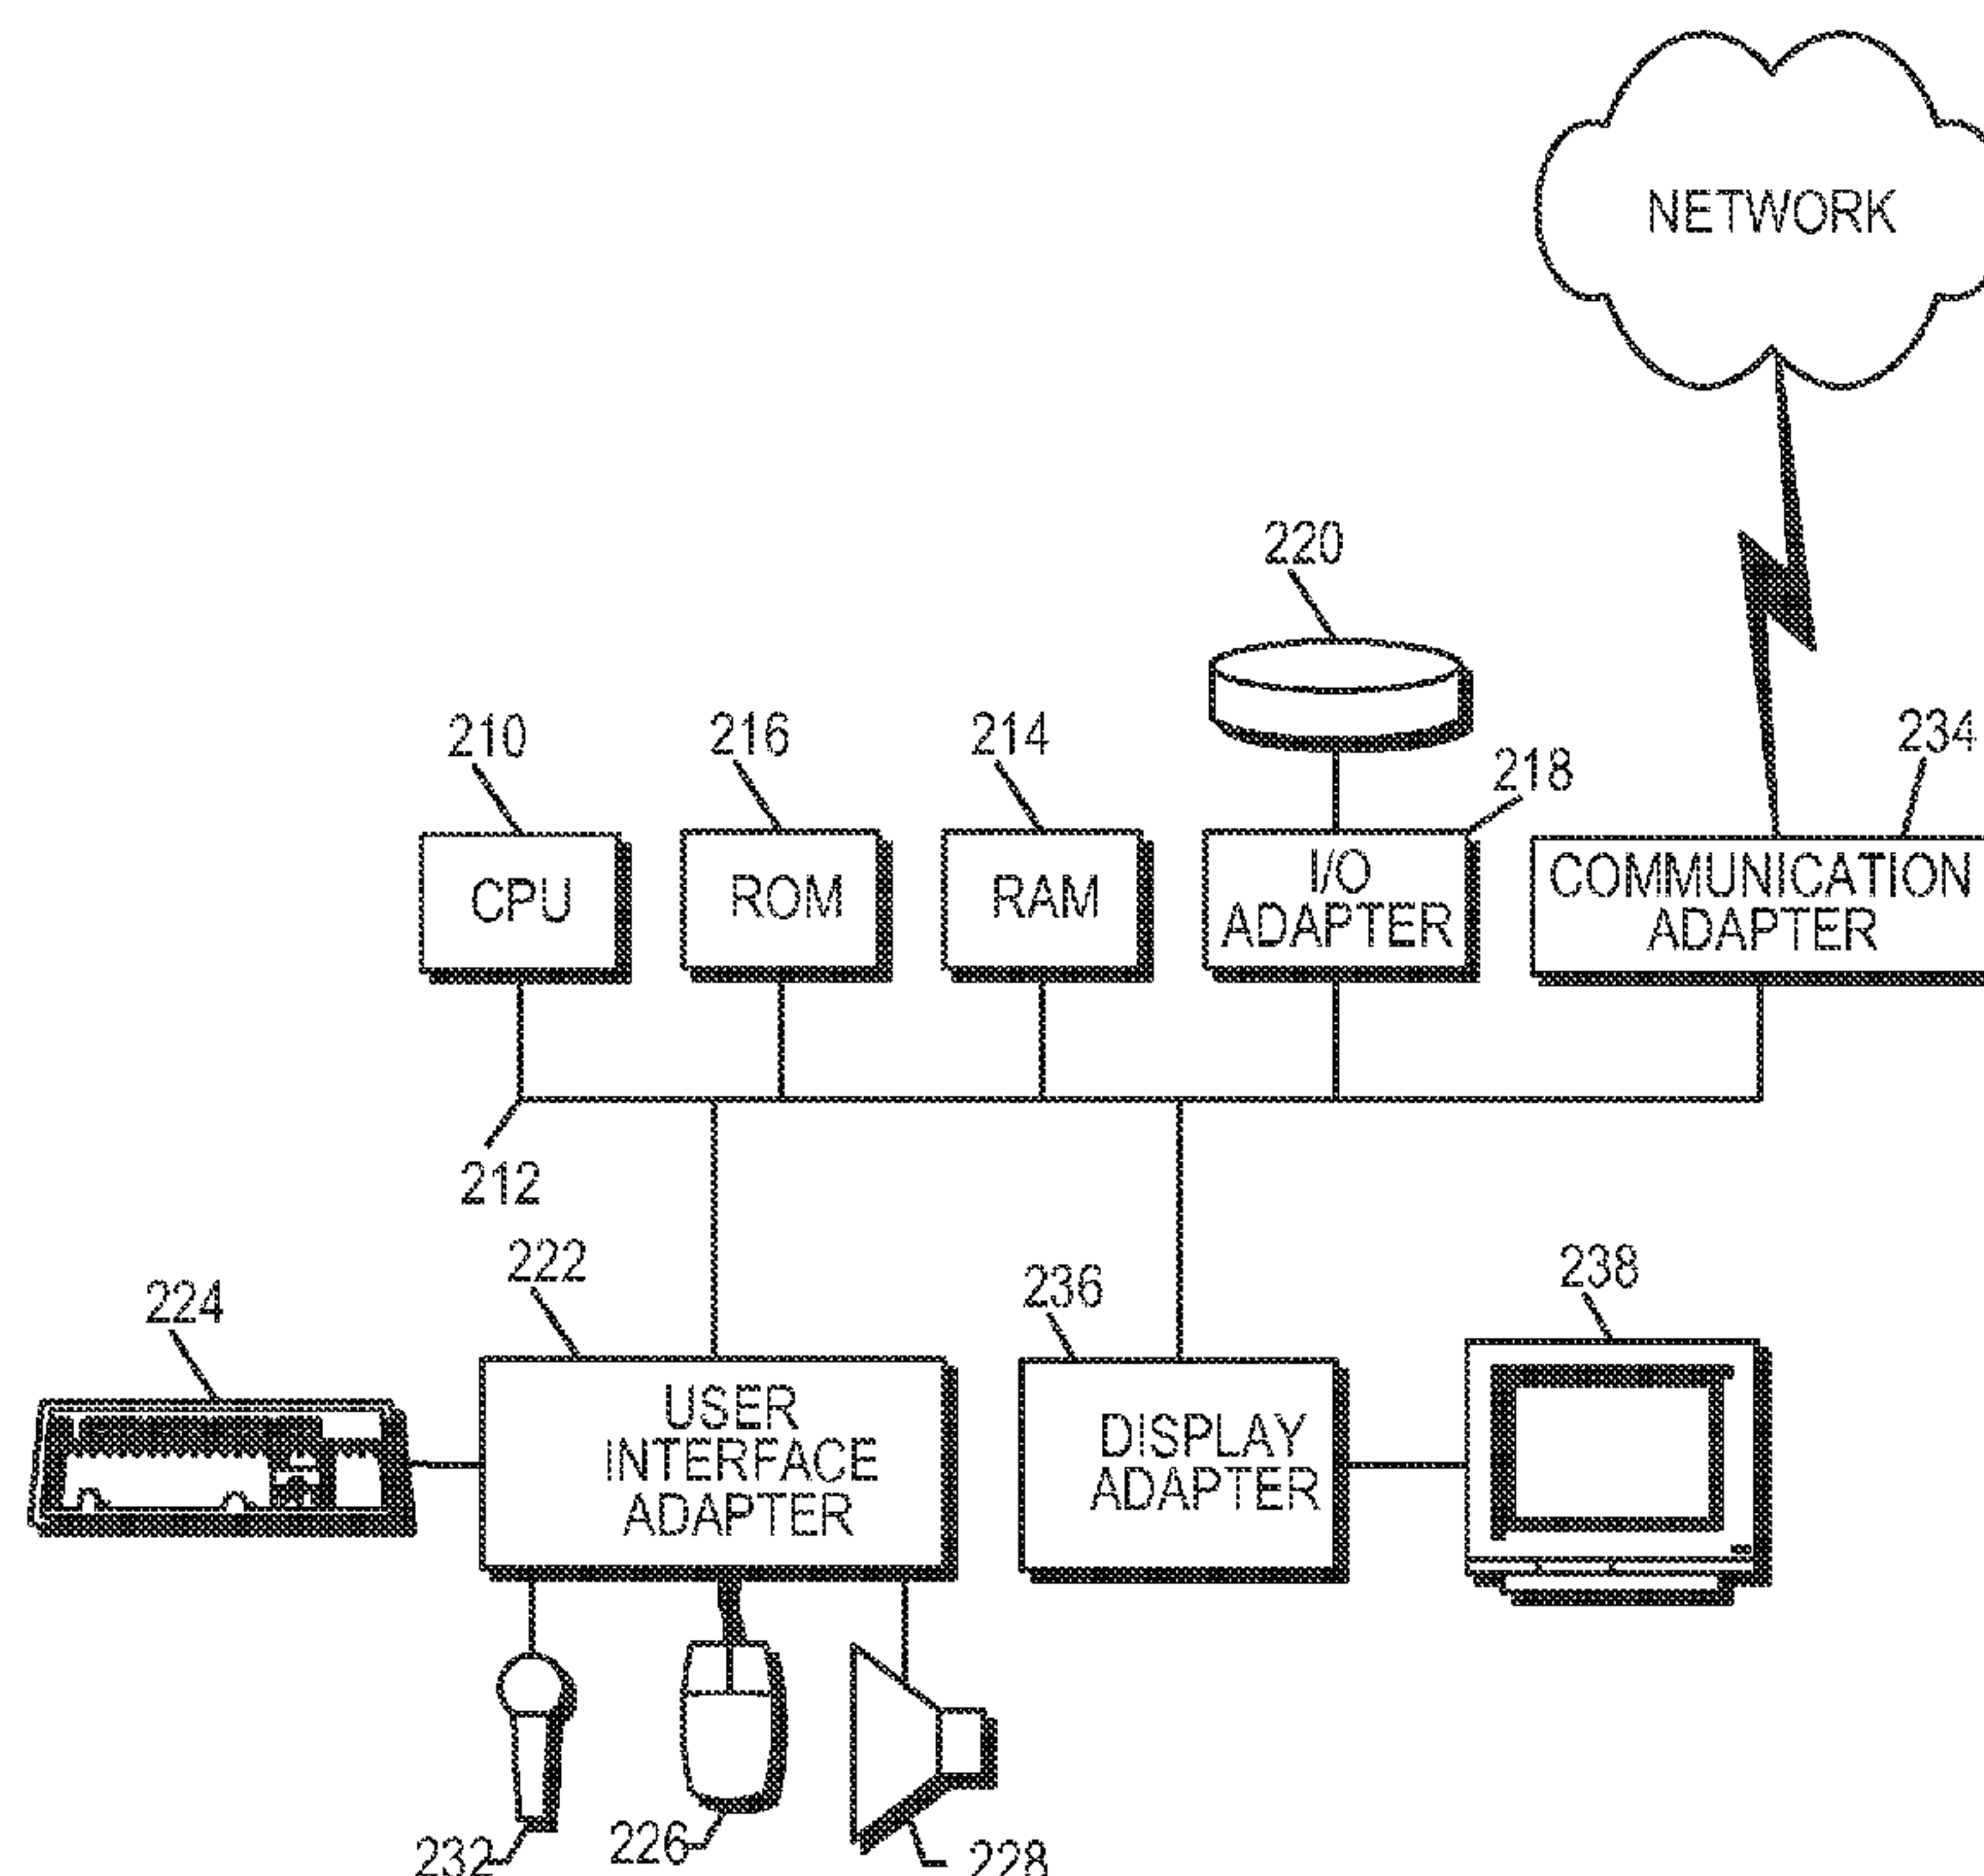 NETWORK
220
210
216
214
218
234
CPU
ROM
RAM
I/O
ADAPTER
COMMUNICATION
ADAPTER
212
222
224
236
238
USER
INTERFACE
ADAPTER
DISPLAY
ADAPTER
232
226
228